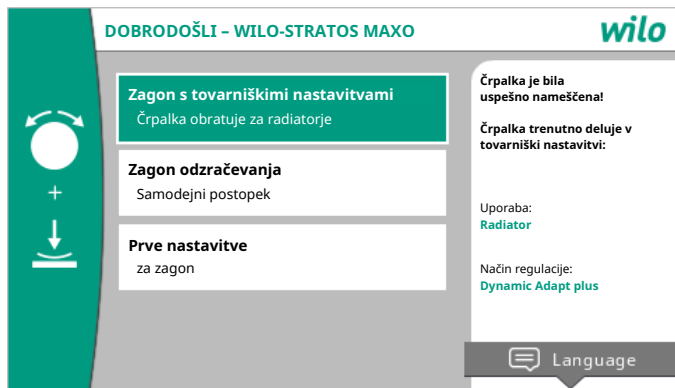 DOBRODOŠLI – WILO-STRATOS MAXO
wilo
Zagon s tovarniškimi nastavitvami
Črpalka obratuje za radiatorje
Zagon odzračevanja
Samodejni postopek
Prve nastavitve
za zagon
+
Črpalka je bila
uspešno nameščena!
Črpalka trenutno deluje v
tovarniški nastavitvi:
Uporaba:
Radiator
Način regulacije:
Dynamic Adapt plus
Language